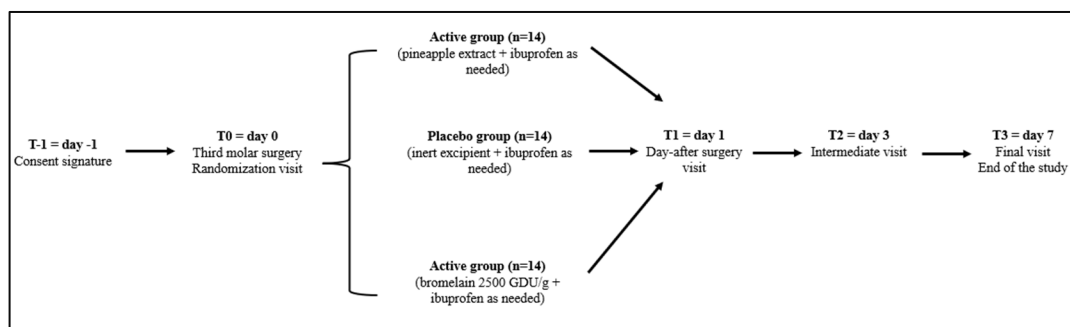 T-1 = day -1
Consent signature
T0 = day 0
Third molar surgery
Randomization visit
Active group (n=14)
(pineapple extract + ibuprofen as
needed)
Placebo group (n=14)
(inert excipient + ibuprofen as
needed)
Active group (n=14)
(bromelain 2500 GDU/g +
ibuprofen as needed)
T1 = day 1
Day-after surgery
visit
T2 = day 3
Intermediate visit
T3 = day 7
Final visit
End of the study